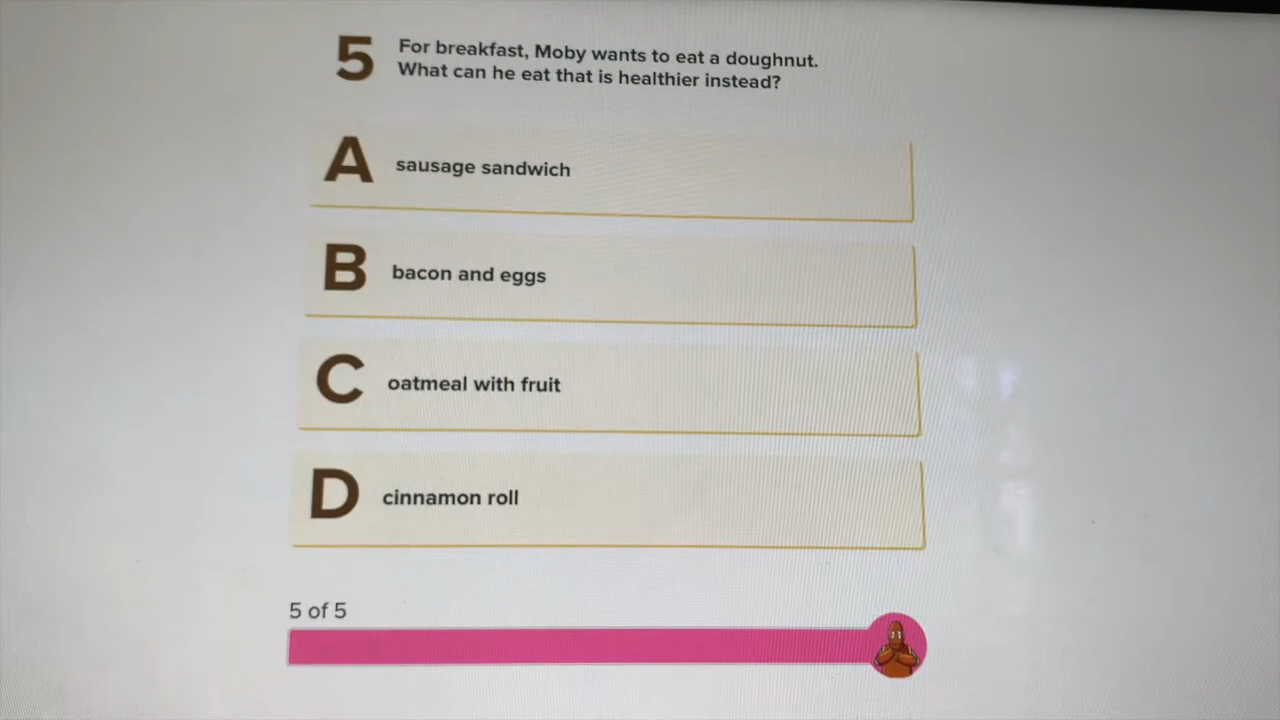 5
For breakfast, Moby wants to eat a doughnut.
What can he eat that is healthier instead?
A sausage sandwich
B bacon and eggs
C oatmeal with fruit
D cinnamon roll
5 of 5